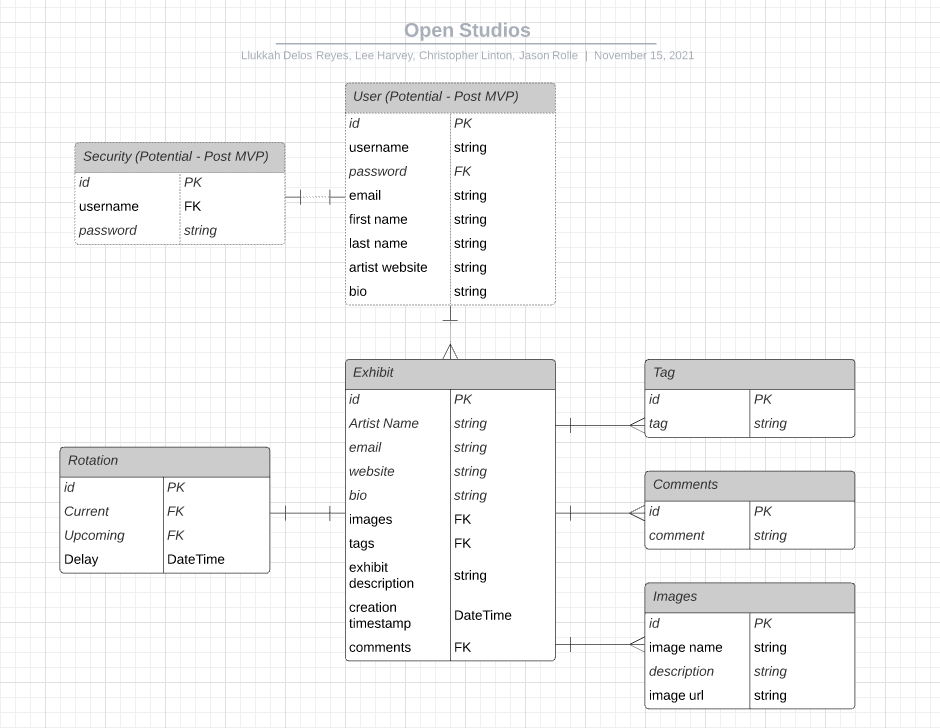 Open Studios
Llukkah Delos Reyes, Lee Harvey, Christopher Linton, Jason Rolle | November 15, 2021
User (Potential - Post MVP)
id PK
username string
password FK
email string
first name string
last name string
artist website string
bio string
Security (Potential - Post MVP)
id PK
username FK
password string
Exhibit
id PK
Artist Name string
email string
website string
bio string
images FK
tags FK
exhibit
description string
creation
timestamp DateTime
comments FK
Rotation
id PK
Current FK
Upcoming FK
Delay DateTime
Tag
id PK
tag string
Comments
id PK
comment string
Images
id PK
image name string
description string
image url string